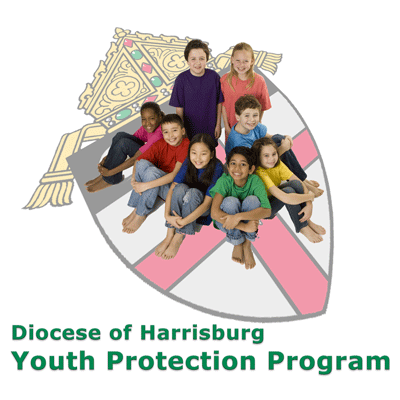 Diocese of Harrisburg
Youth Protection Program